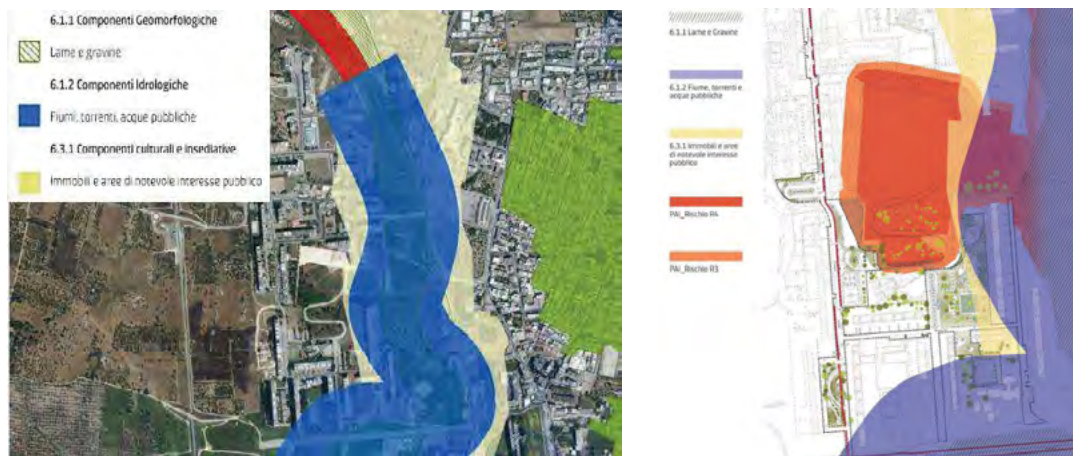 6.1.1 Componenti Geomorfologiche
Lame e gravine
6.1.2 Componenti Idrologiche
Fiumi, torrenti, acque pubbliche
6.3.1 Componenti culturali e insediative
Immobili e aree di notevole interesse pubblico
6.1.1 Lame e Gravine
6.1.2 Fiume, torrenti e
acque pubbliche
6.3.1 Immobili e aree
di notevole interesse
pubblico
PAI_Rischio R4
PAI_Rischio R3